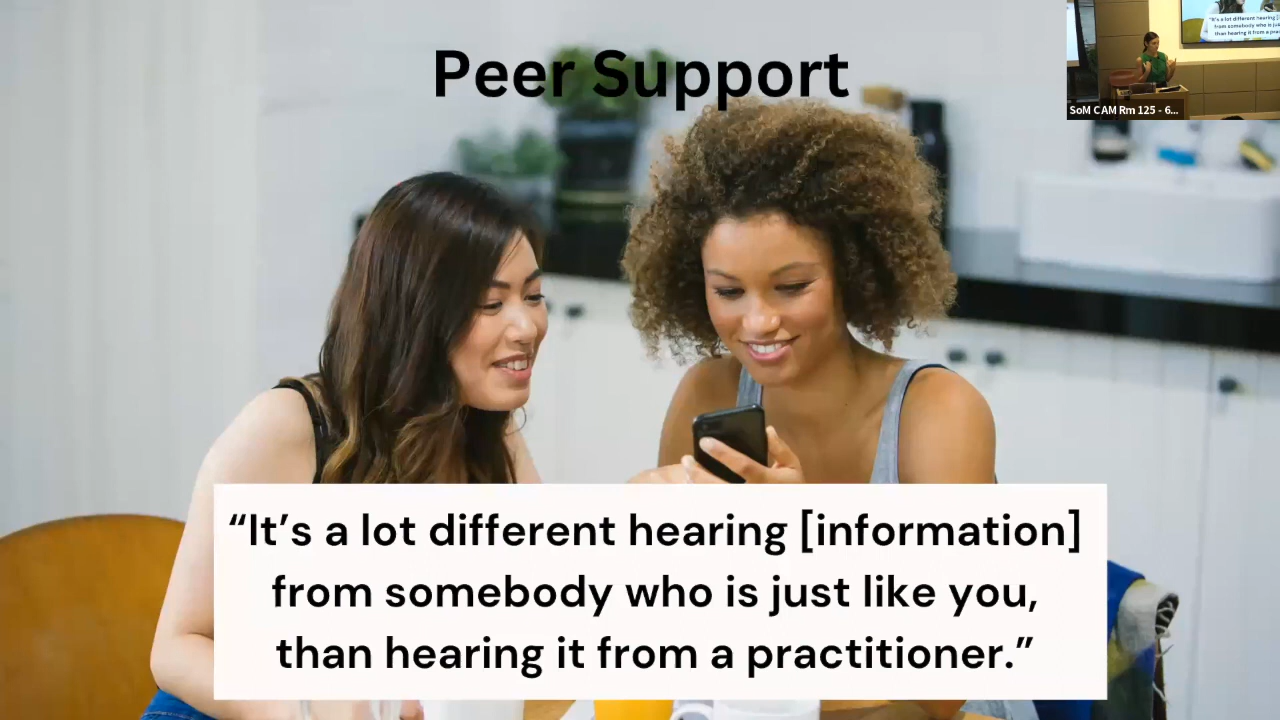 Peer Support
SoM CAM Rm 125 - 6...
“It’s a lot different hearing [information]
from somebody who is just like you,
than hearing it from a practitioner.”